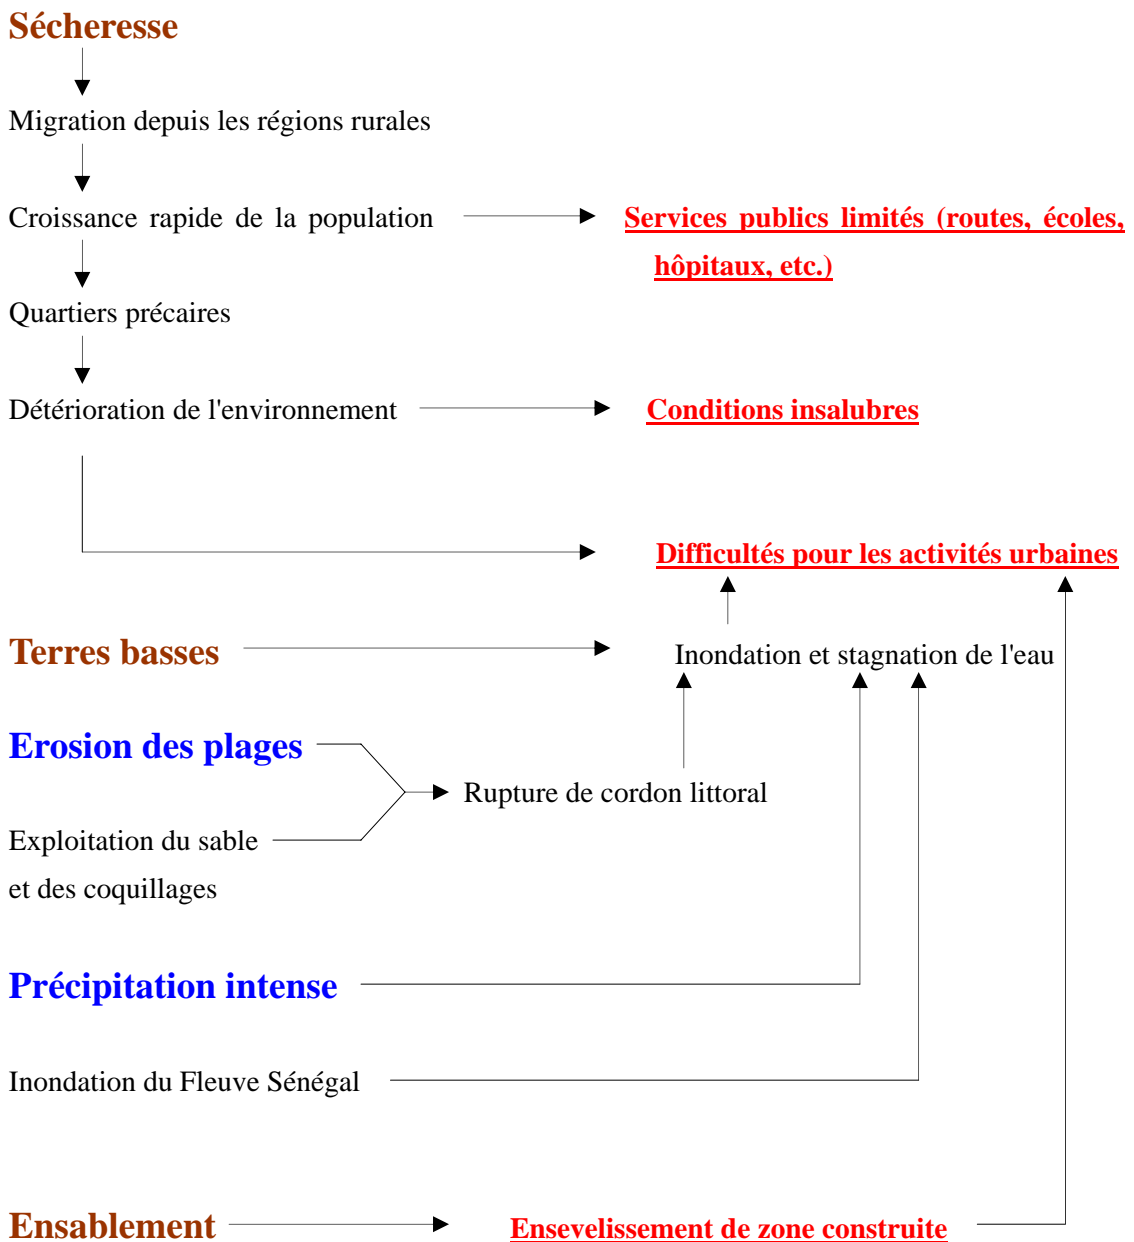 Sécheresse
Migration depuis les régions rurales
Croissance rapide de la population
Services publics limités (routes, écoles,
hôpitaux, etc.)
Quartiers précaires
Détérioration de l'environnement
Conditions insalubres
Difficultés pour les activités urbaines
Terres basses
Inondation et stagnation de l'eau
Erosion des plages
Rupture de cordon littoral
Exploitation du sable
et des coquillages
Précipitation intense
Inondation du Fleuve Sénégal
Ensablement
Ensevelissement de zone construite